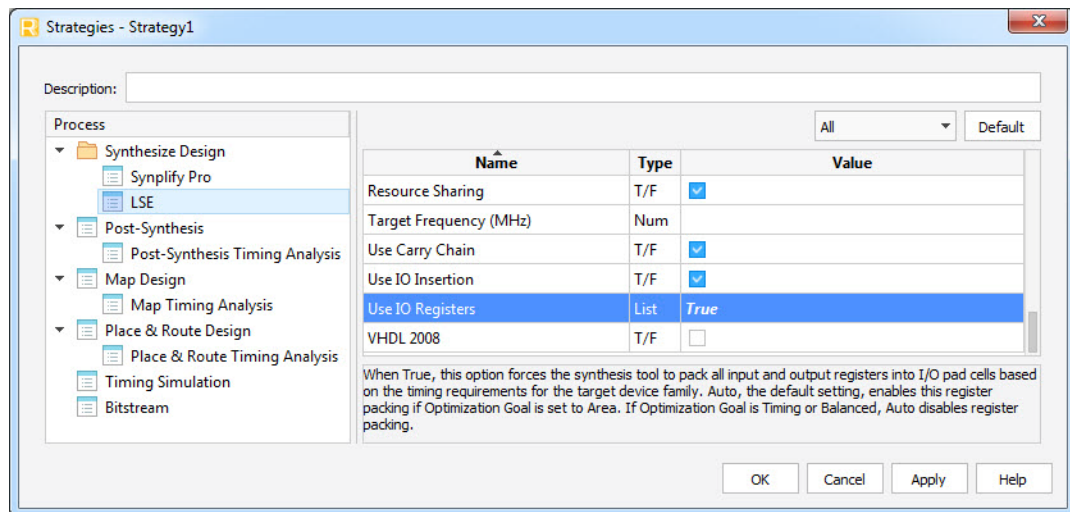 Strategies - Strategy1
Description:
Process
Synthesize Design
Synplify Pro
LSE
Post-Synthesis
Post-Synthesis Timing Analysis
Map Design
Map Timing Analysis
Place & Route Design
Place & Route Timing Analysis
Timing Simulation
Bitstream
All Default
Name Type Value
Resource Sharing T/F
Target Frequency (MHz) Num
Use Carry Chain T/F
Use IO Insertion T/F
Use IO Registers List True
VHDL 2008 T/F
When True, this option forces the synthesis tool to pack all input and output registers into I/O pad cells based
on the timing requirements for the target device family. Auto, the default setting, enables this register
packing if Optimization Goal is set to Area. If Optimization Goal is Timing or Balanced, Auto disables register
packing.
OK Cancel Apply Help